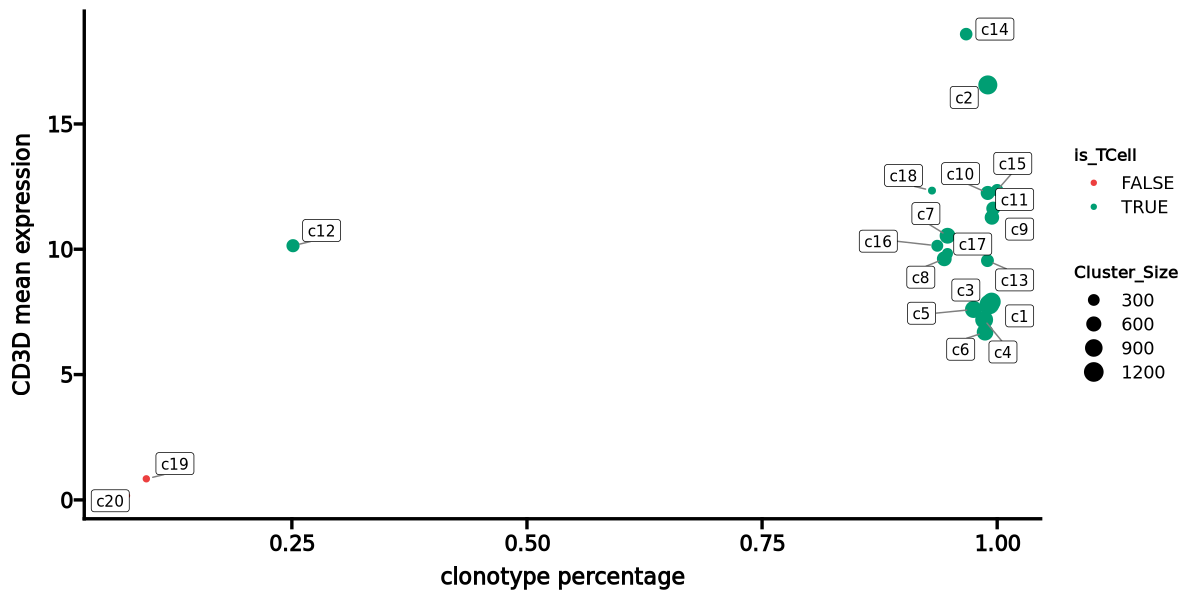 c14
c2
c15
c10
c18
c11
c7
c9
c12
c17
c16
c8
c13
c3
c5
c1
c6
c4
c19
c20
15
10
5
0
CD3D mean expression
0.25
0.50
0.75
1.00
clonotype percentage
is_TCell
FALSE
TRUE
Cluster_Size
300
600
900
1200